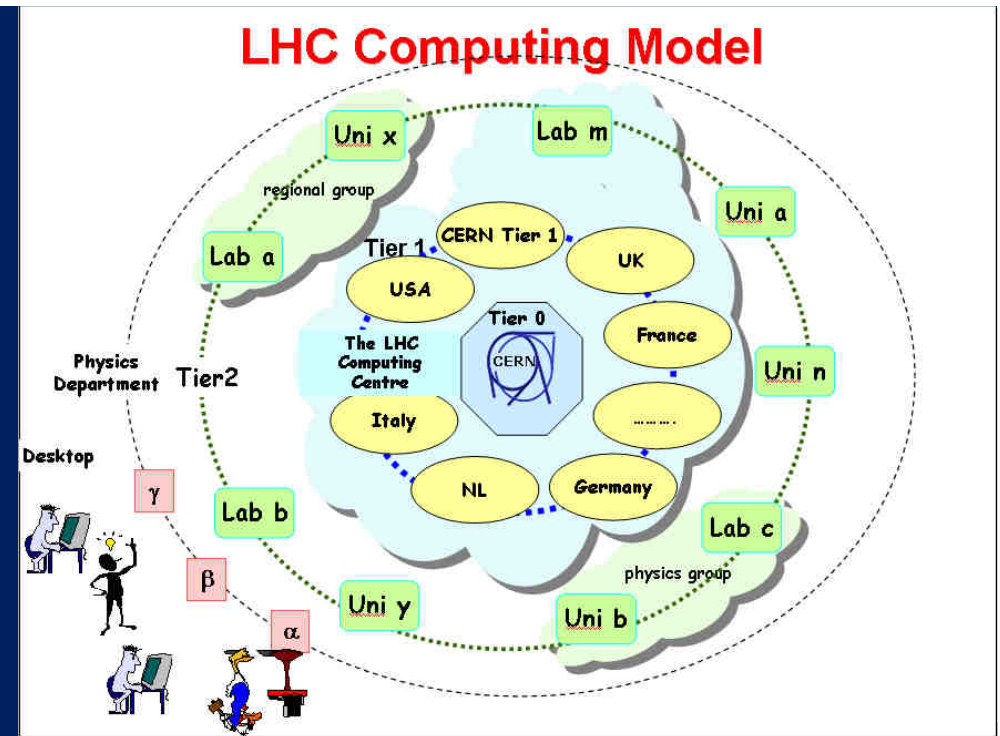 LHC Computing Model
Uni x
Lab m
regional group
Uni a
Lab a
Tier 1
CERN Tier 1
UK
USA
Tier 0
CERN
France
The LHC
Computing
Centre
Physics
Department
Tier2
Uni n
Italy
……….
Desktop
γ
NL
Germany
Lab b
Lab c
β
physics group
Uni y
Uni b
α